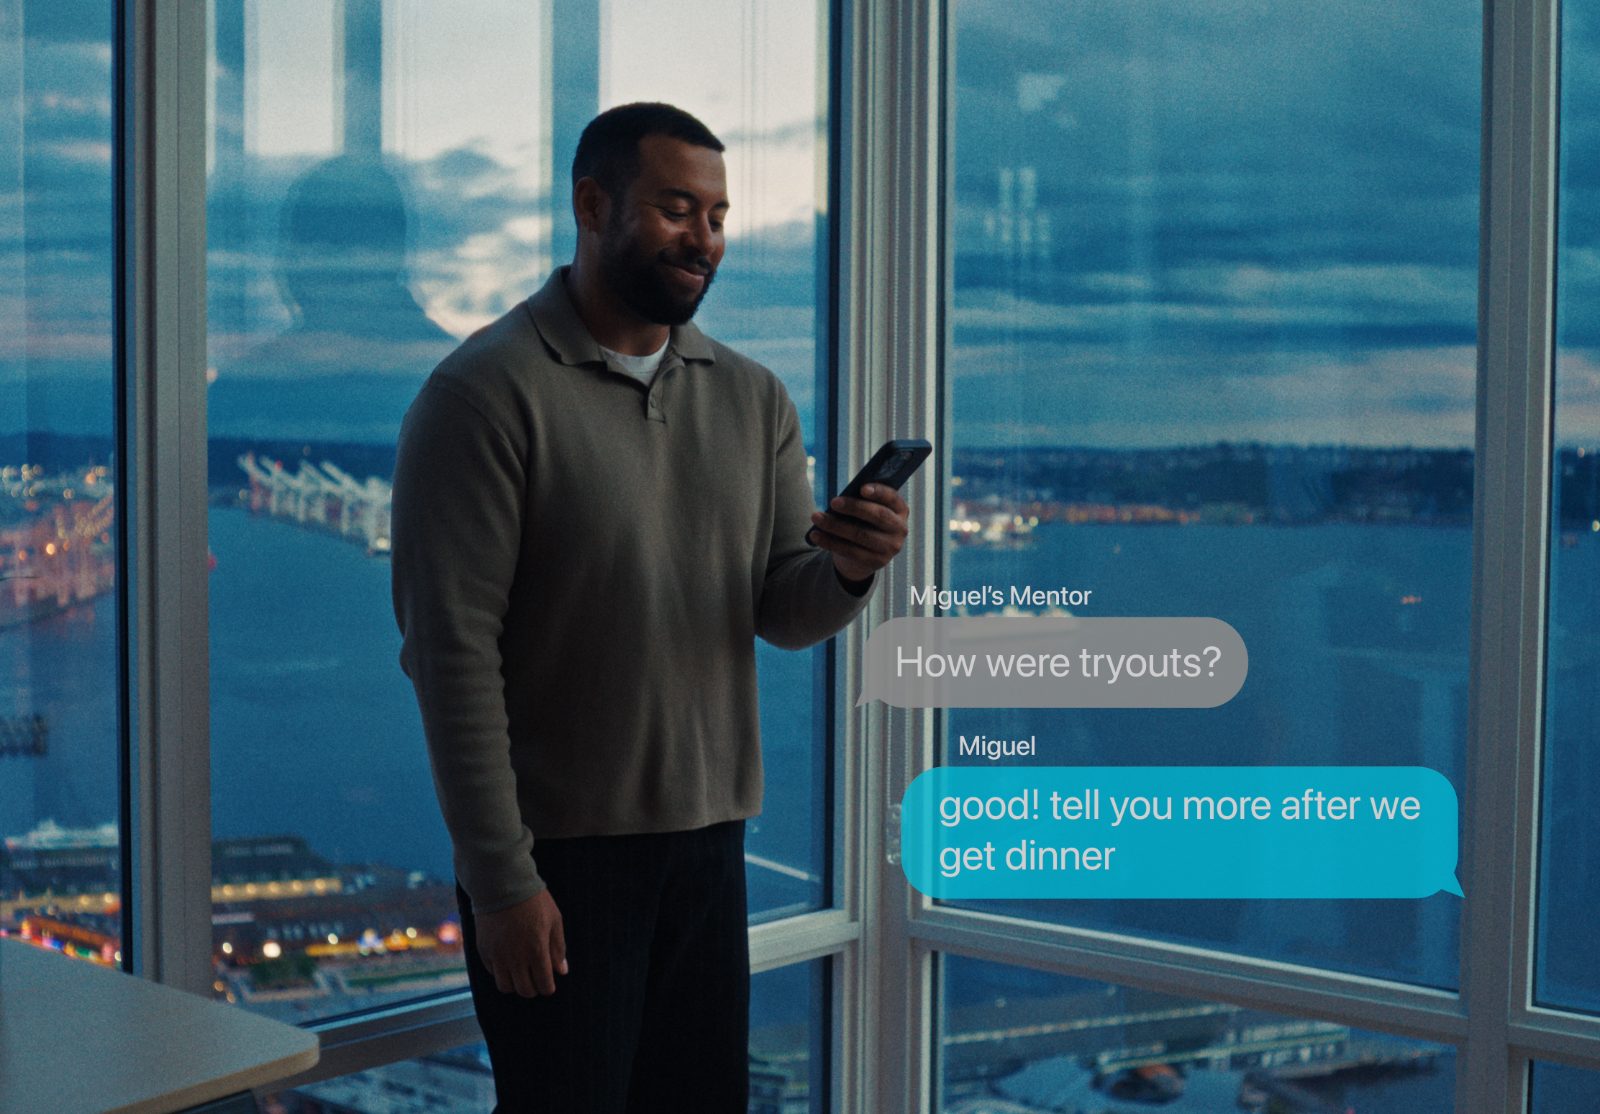 Miguel’s Mentor
How were tryouts?
Miguel
good! tell you more after we
get dinner